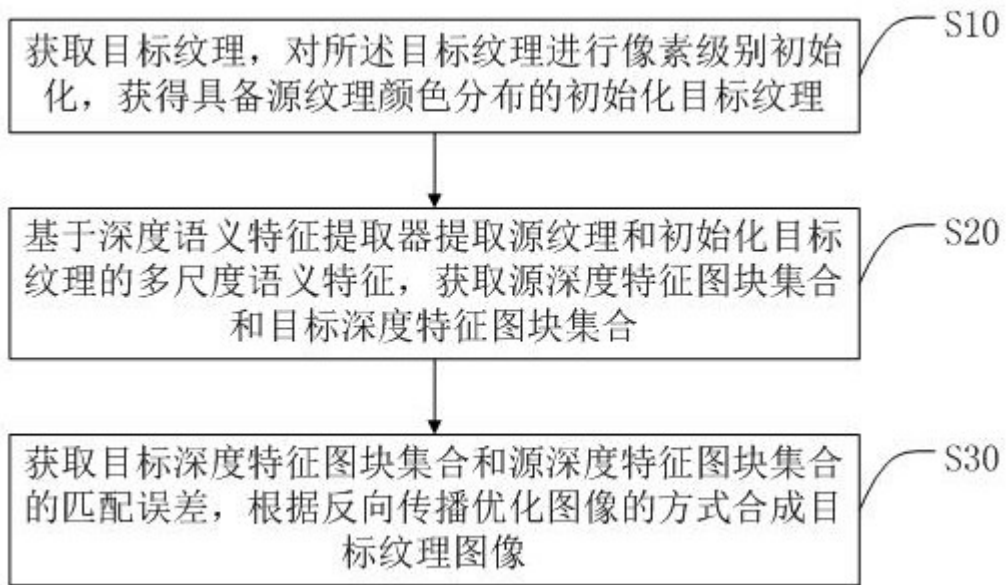 S10
获取目标纹理，对所述目标纹理进行像素级别初始
化，获得具备源纹理颜色分布的初始化目标纹理
S20
基于深度语义特征提取器提取源纹理和初始化目标
纹理的多尺度语义特征，获取源深度特征图块集合
和目标深度特征图块集合
S30
获取目标深度特征图块集合和源深度特征图块集合
的匹配误差，根据反向传播优化图像的方式合成目
标纹理图像